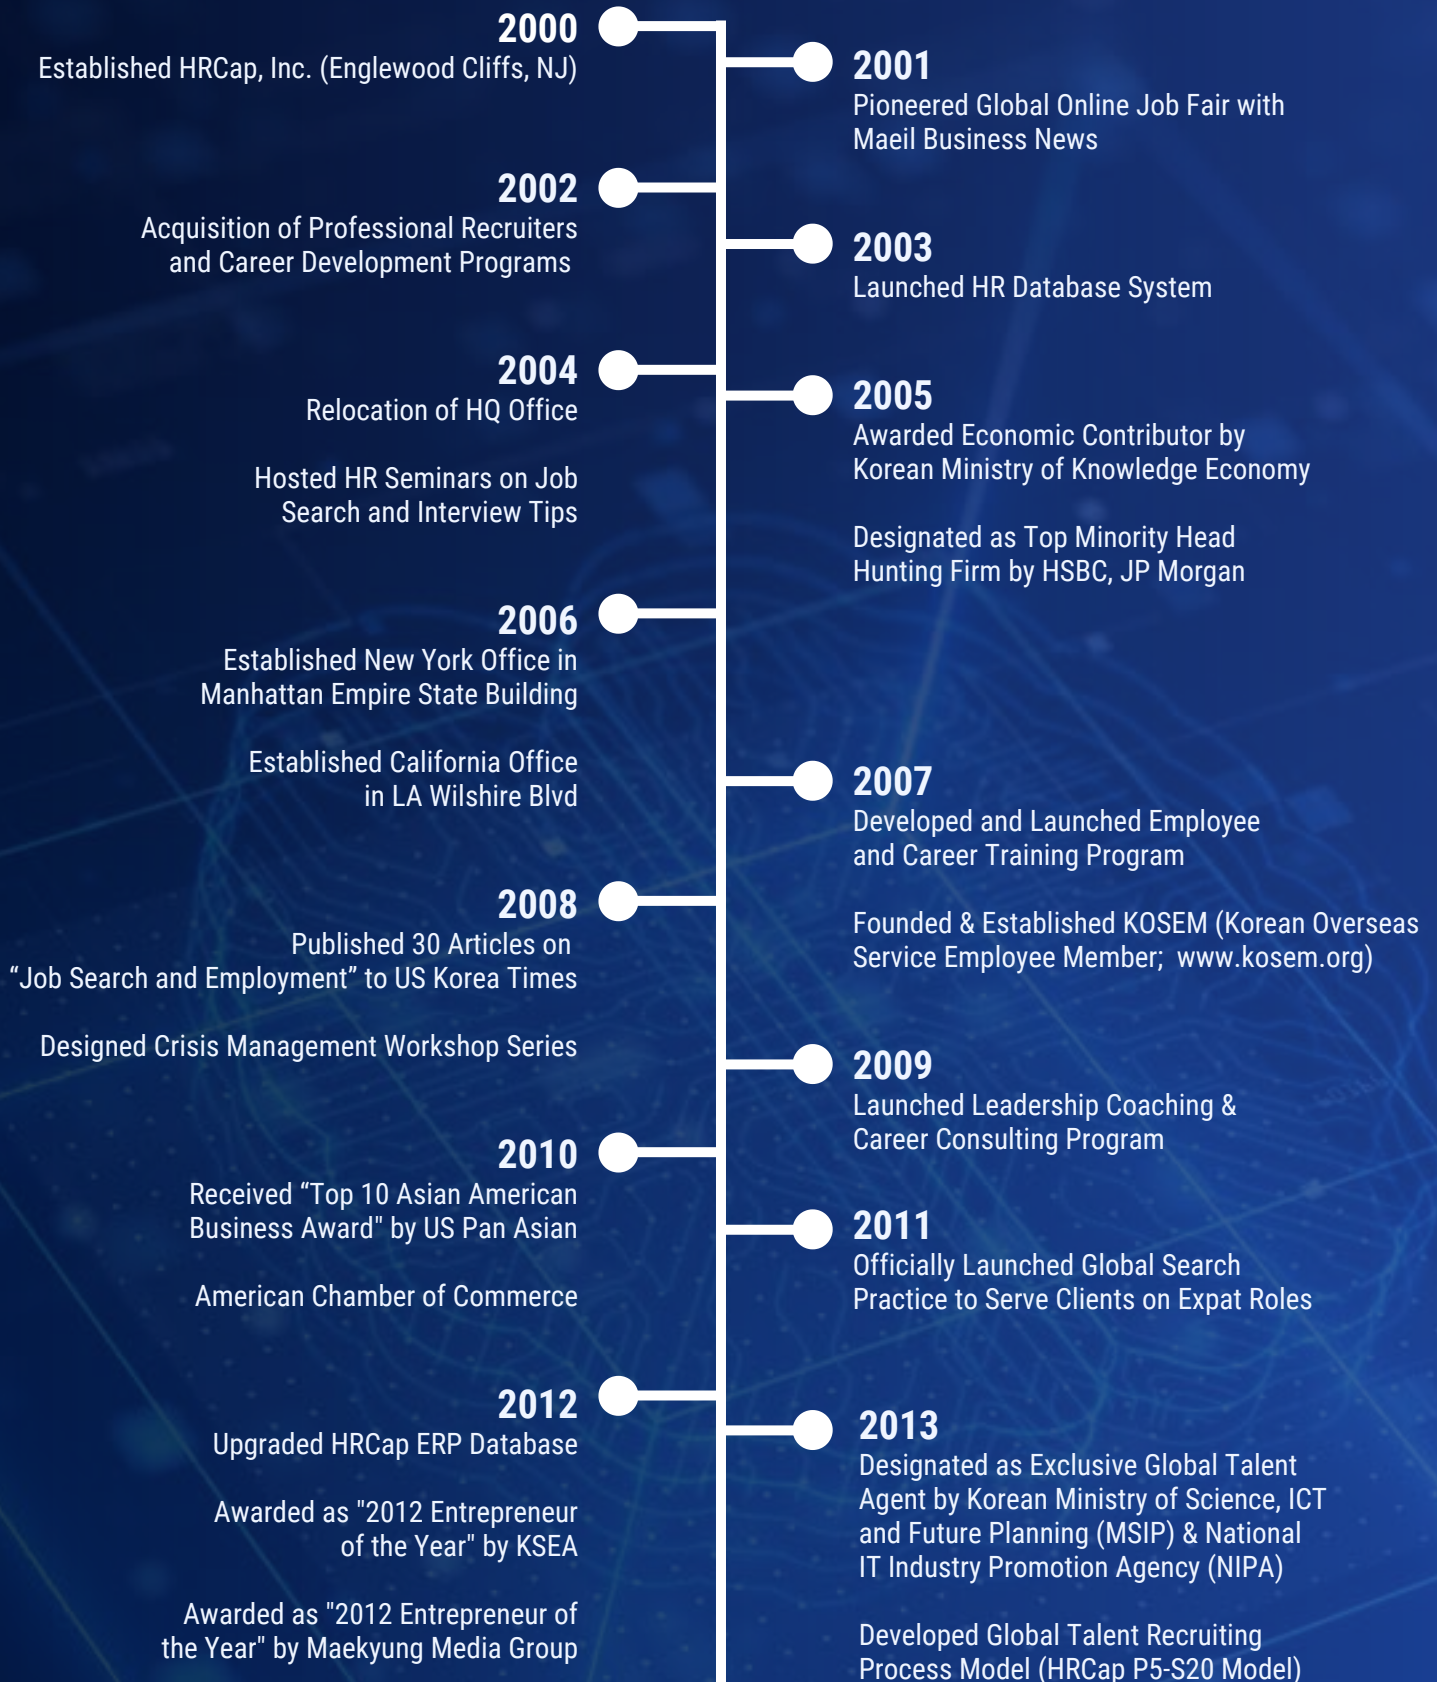 2000
Established HRCap, Inc. (Englewood Cliffs, NJ)
2001
Pioneered Global Online Job Fair with
Maeil Business News
2002
Acquisition of Professional Recruiters
and Career Development Programs
2003
Launched HR Database System
2004
Relocation of HQ Office
Hosted HR Seminars on Job
Search and Interview Tips
2005
Awarded Economic Contributor by
Korean Ministry of Knowledge Economy
Designated as Top Minority Head
Hunting Firm by HSBC, JP Morgan
2006
Established New York Office in
Manhattan Empire State Building
Established California Office
in LA Wilshire Blvd
2007
Developed and Launched Employee
and Career Training Program
Founded & Established KOSEM (Korean Overseas
Service Employee Member;  www.kosem.org)
2008
Published 30 Articles on
“Job Search and Employment” to US Korea Times
Designed Crisis Management Workshop Series
2009
Launched Leadership Coaching &
Career Consulting Program
2010
Received “Top 10 Asian American
Business Award" by US Pan Asian
American Chamber of Commerce
2011
Officially Launched Global Search
Practice to Serve Clients on Expat Roles
2012
Upgraded HRCap ERP Database
Awarded as "2012 Entrepreneur
of the Year" by KSEA
Awarded as "2012 Entrepreneur of
the Year" by Maekyung Media Group
2013
Designated as Exclusive Global Talent
Agent by Korean Ministry of Science, ICT
and Future Planning (MSIP) & National
IT Industry Promotion Agency (NIPA)
Developed Global Talent Recruiting
Process Model (HRCap P5-S20 Model)